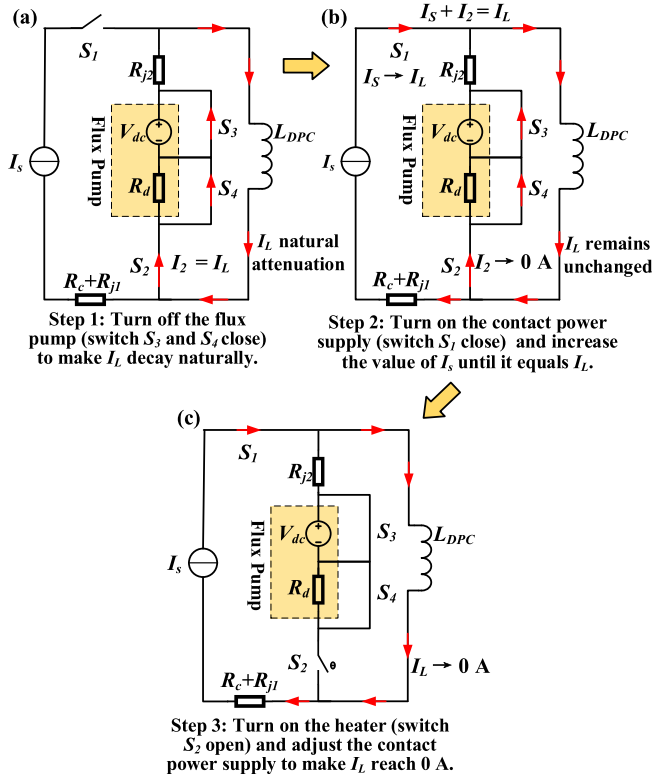 (a)
S1
Rj2
Vdc
Rd
Flux Pump
S3
S4
LDPC
Is
S2
I2 = IL
IL natural
attenuation
Rc+Rj1
Step 1: Turn off the flux
pump (switch S3 and S4 close)
to make IL decay naturally.
(b)
IS + I2 = IL
S1
IS → IL
Rj2
Vdc
Rd
Flux Pump
S3
S4
LDPC
Is
S2
I2 → 0 A
IL remains
unchanged
Rc+Rj1
Step 2: Turn on the contact power
supply (switch S1 close) and increase
the value of Is until it equals IL.
(c)
S1
Rj2
Vdc
Rd
Flux Pump
S3
S4
LDPC
Is
S2
θ
IL → 0 A
Rc+Rj1
Step 3: Turn on the heater (switch
S2 open) and adjust the contact
power supply to make IL reach 0 A.